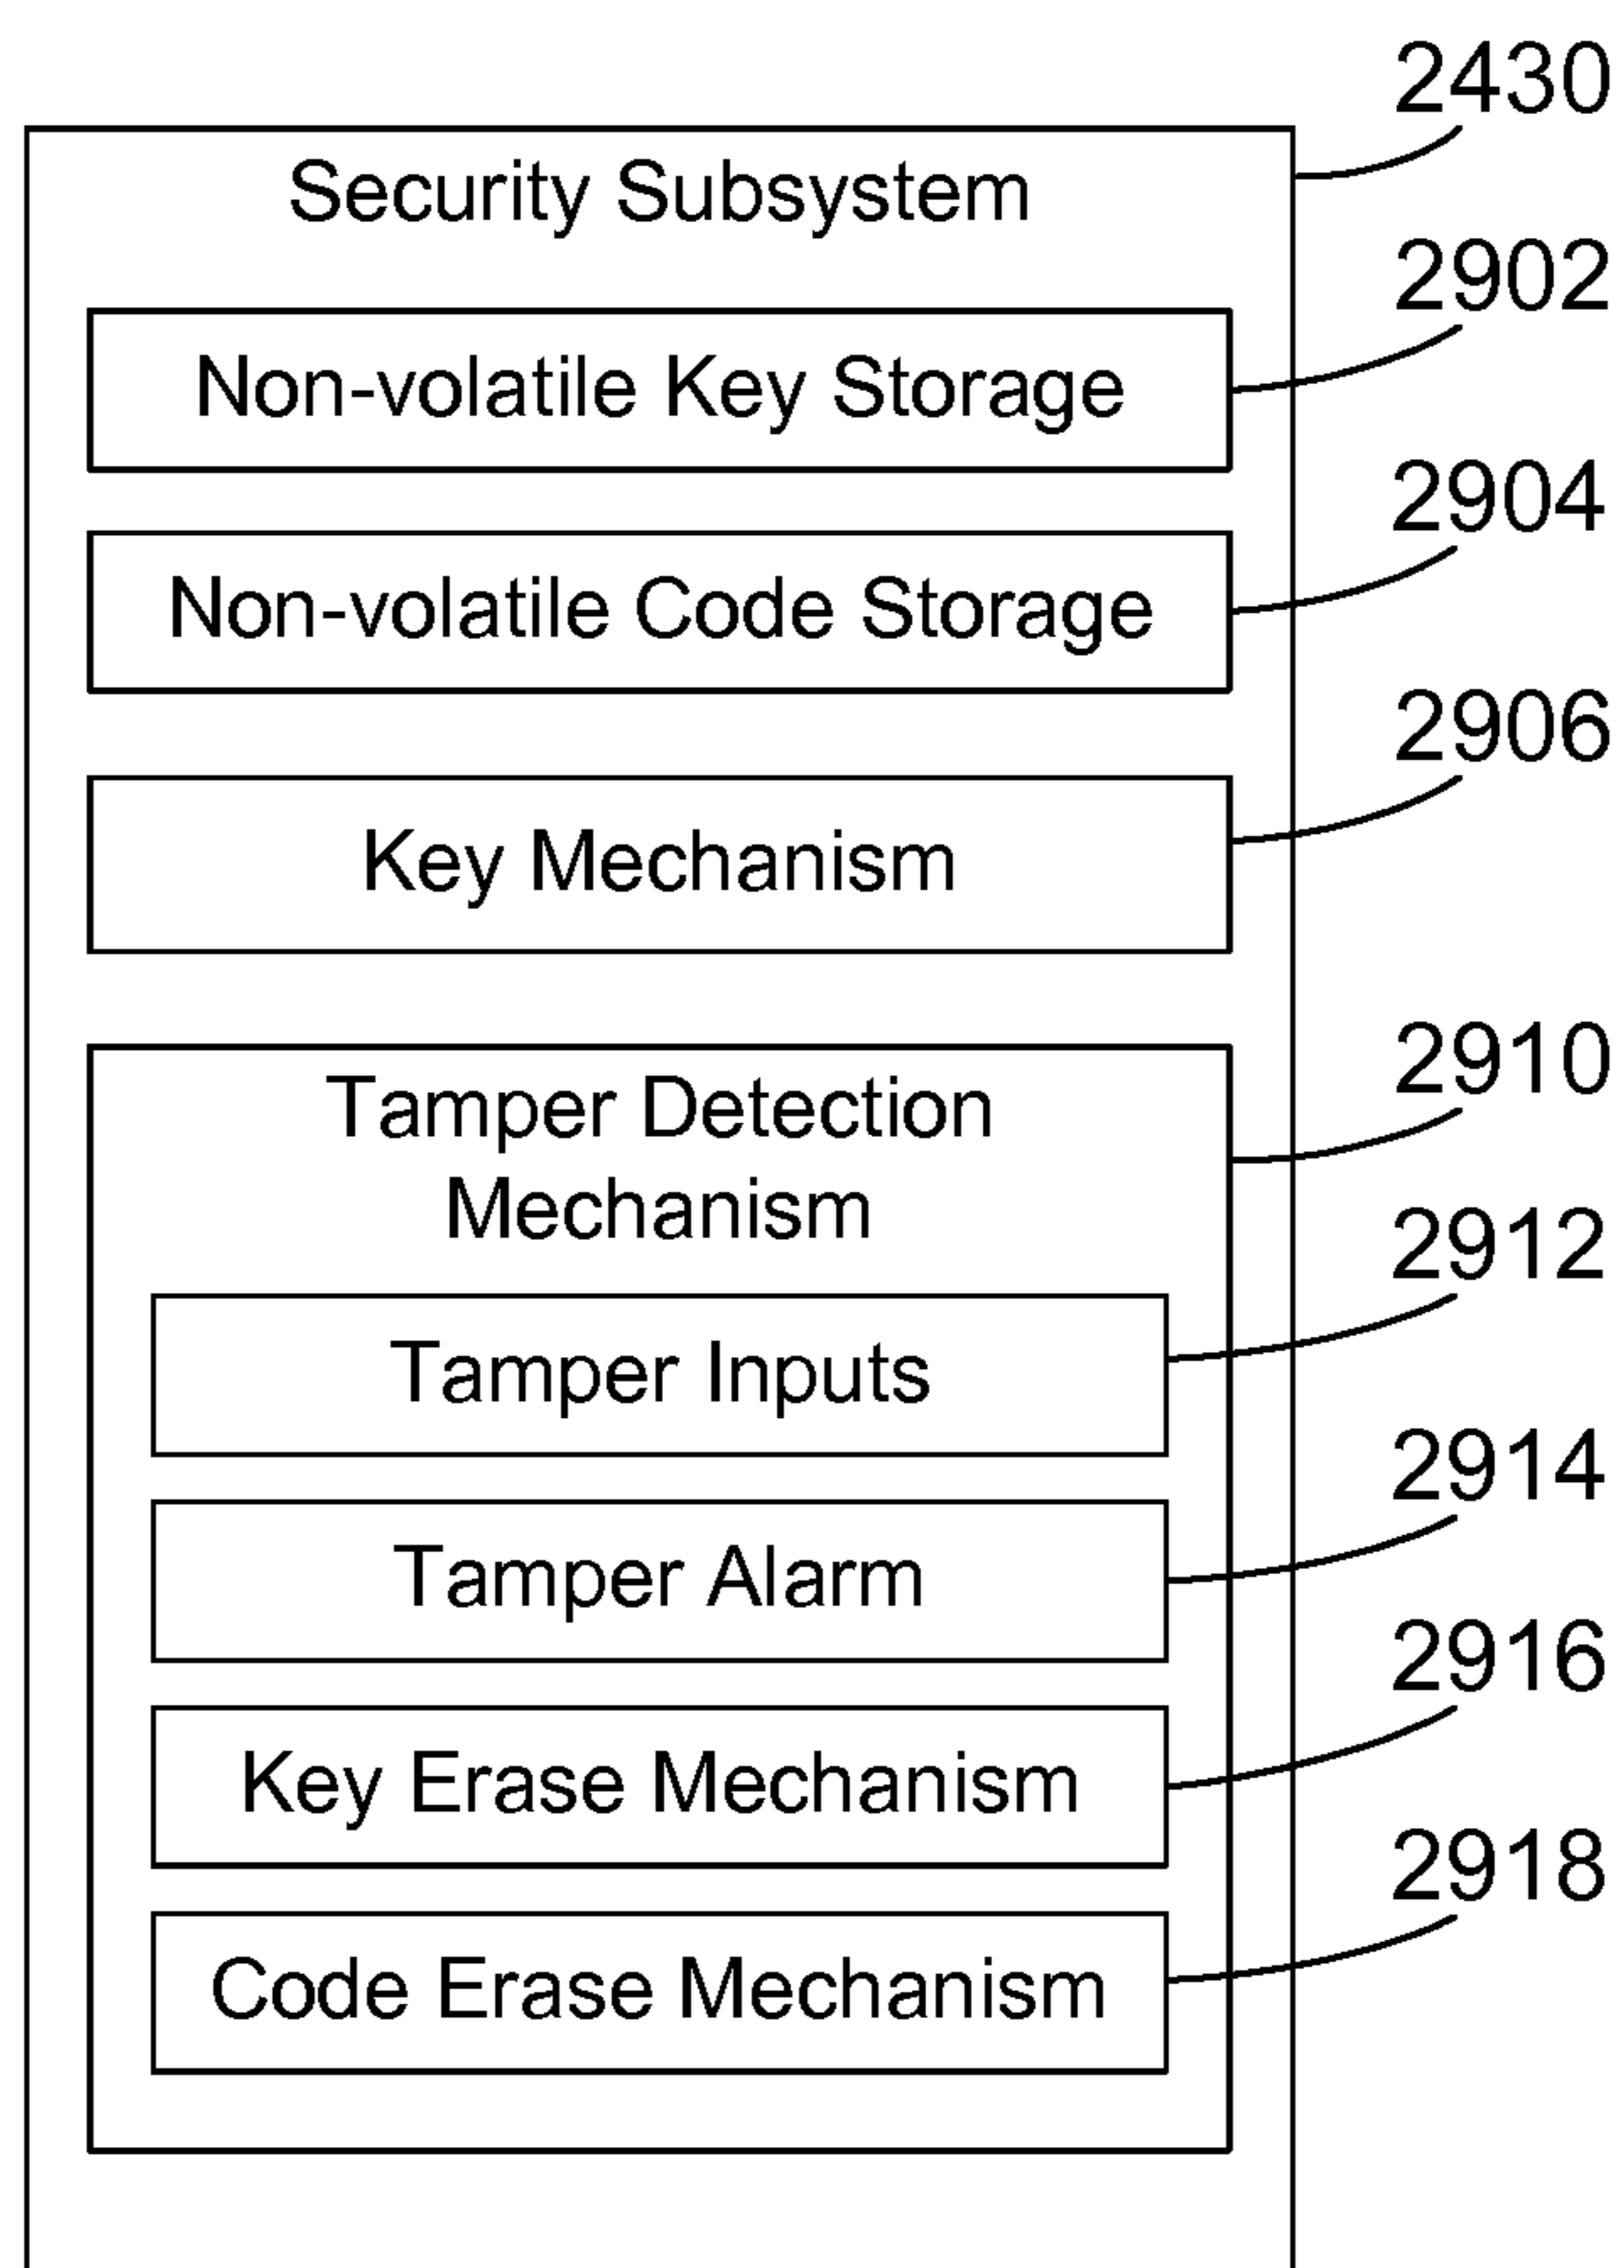 2430
Security Subsystem
2902
Non-volatile Key Storage
2904
Non-volatile Code Storage
2906
Key Mechanism
2910
Tamper Detection
Mechanism
2912
Tamper Inputs
2914
Tamper Alarm
2916
Key Erase Mechanism
2918
Code Erase Mechanism